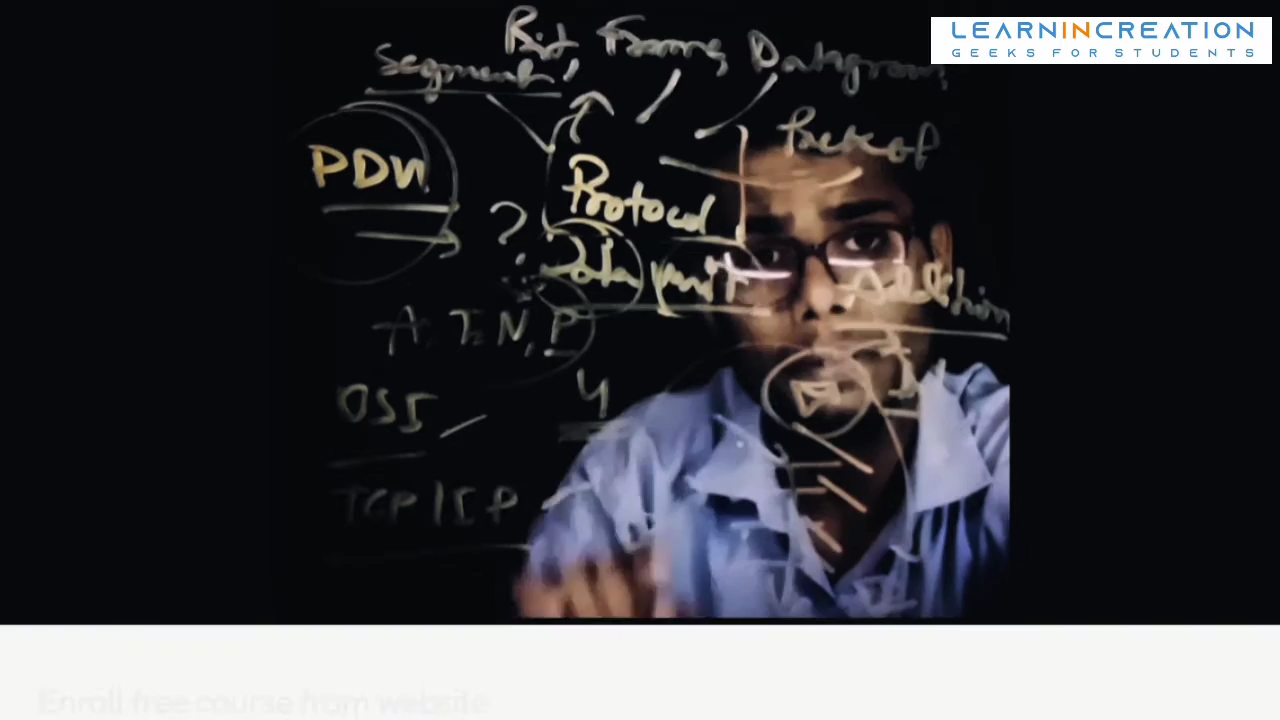 LEARNINCREATION
GEEKS FOR STUDENTS
Bit, Frame, Datagram,
Segment,
Packet
PDU
?
Protocol
Data Unit
Addition
A, T, N, P
OSI
4
TCP/IP
Enroll free course from website